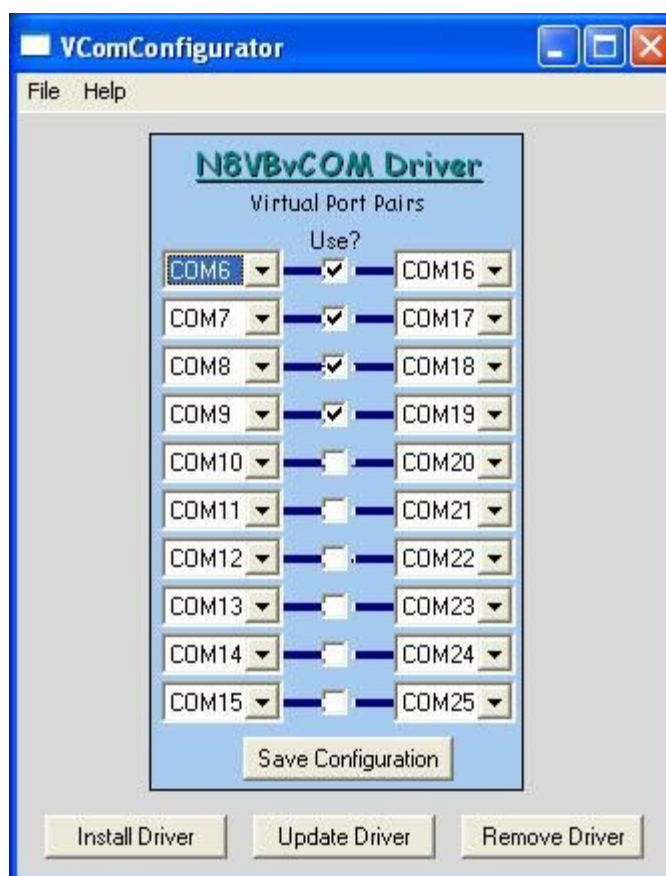 VComConfigurator
File Help
N8VBvCOM Driver
Virtual Port Pairs
Use?
COM6 COM16
COM7 COM17
COM8 COM18
COM9 COM19
COM10 COM20
COM11 COM21
COM12 COM22
COM13 COM23
COM14 COM24
COM15 COM25
Save Configuration
Install Driver Update Driver Remove Driver